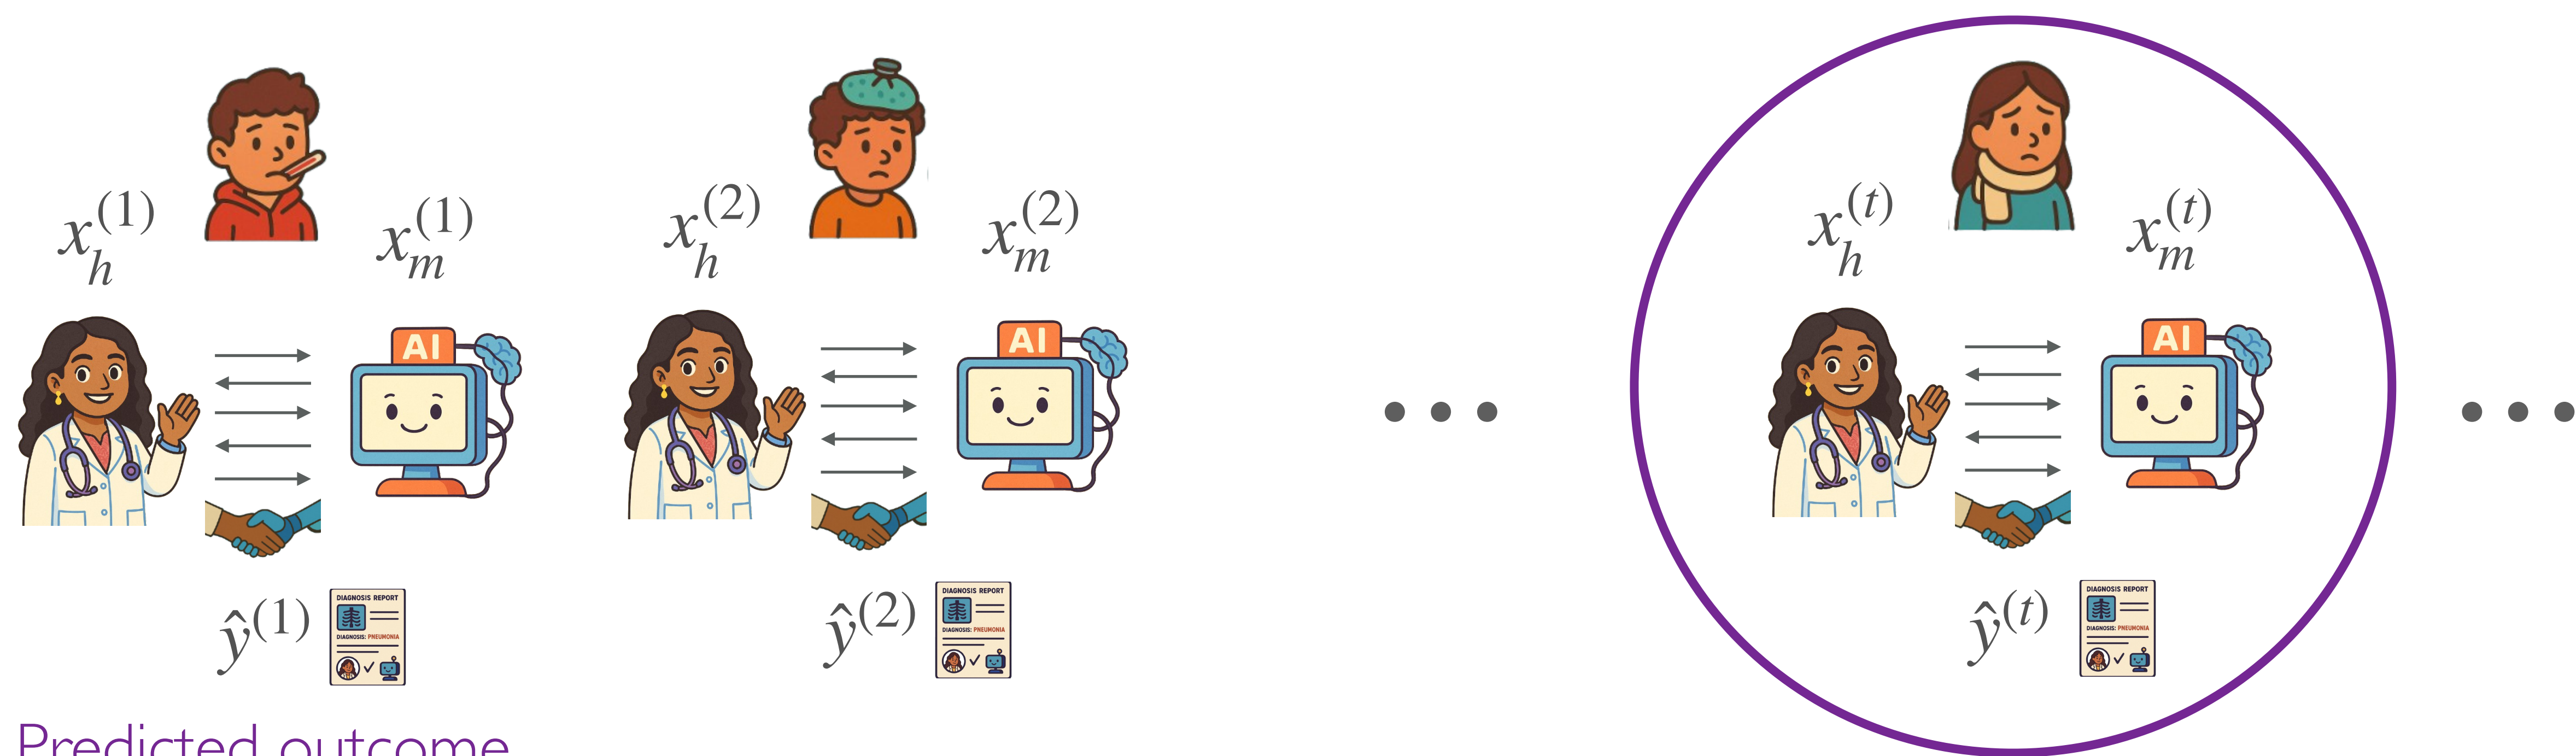 x_h^(1)
x_m^(1)
AI
ŷ^(1)
DIAGNOSIS REPORT
DIAGNOSIS: PNEUMONIA
x_h^(2)
x_m^(2)
AI
ŷ^(2)
DIAGNOSIS REPORT
DIAGNOSIS: PNEUMONIA
• • •
x_h^(t)
x_m^(t)
AI
ŷ^(t)
DIAGNOSIS REPORT
DIAGNOSIS: PNEUMONIA
• • •
Predicted outcome